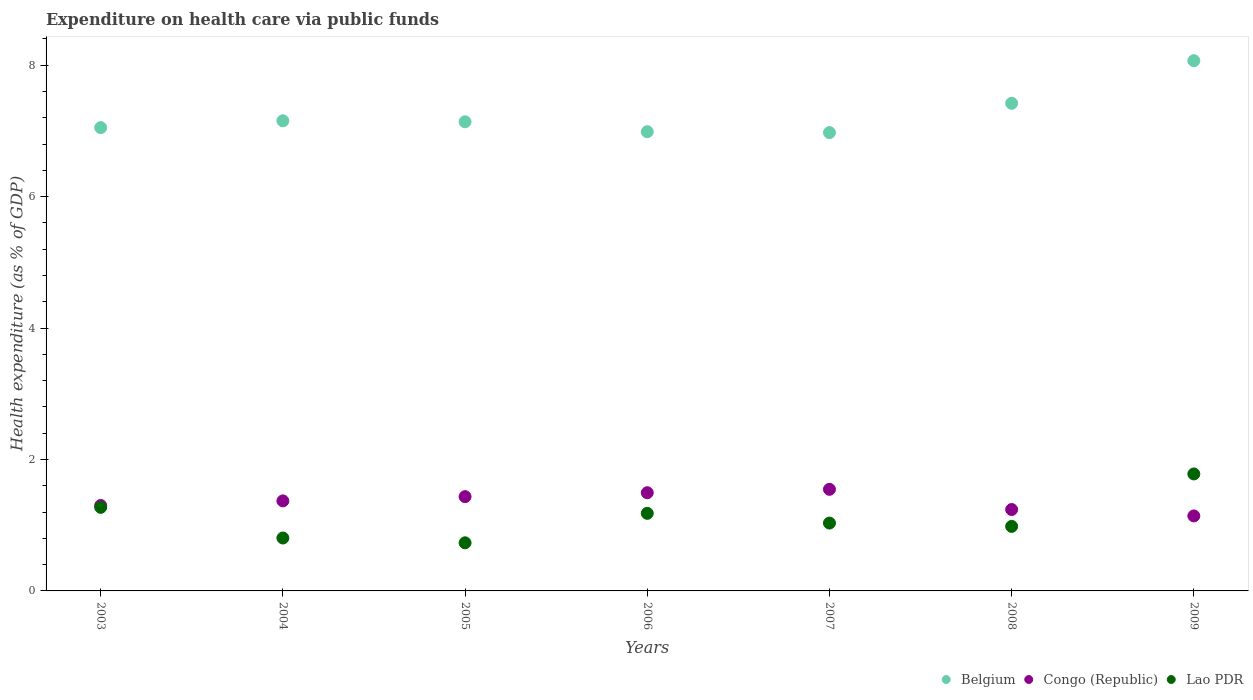 Expenditure on health care via public funds
Health expenditure (as % of GDP)
8
6
4
2
0
2003
2004
2005
2006
2007
2008
2009
Years
Belgium
Congo (Republic)
Lao PDR